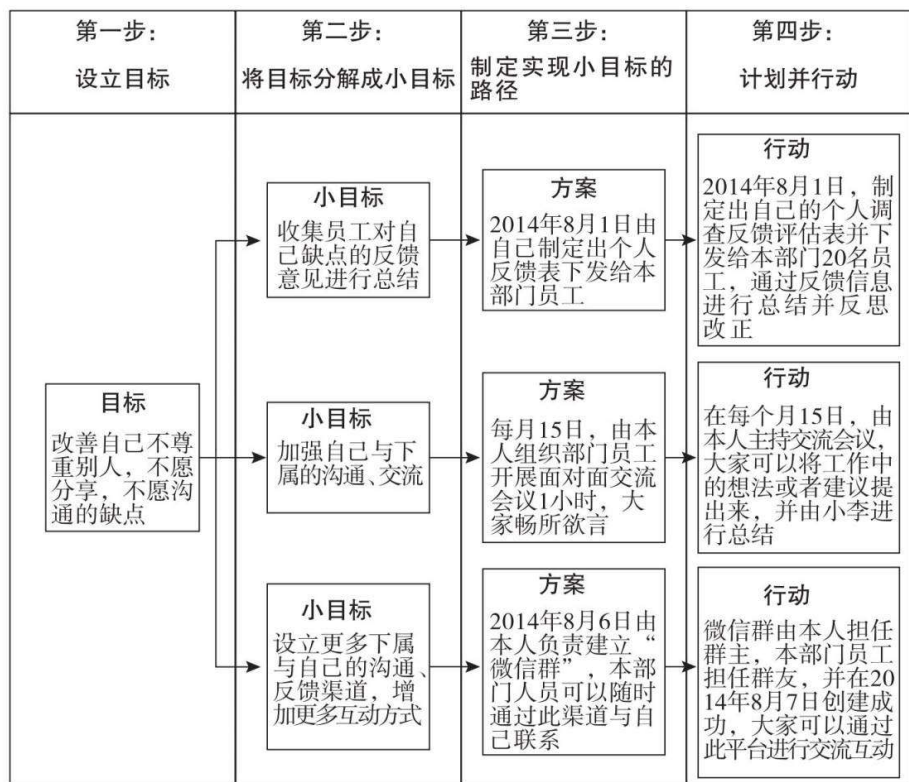 第一步：
设立目标
第二步：
将目标分解成小目标
第三步：
制定实现小目标的
路径
第四步：
计划并行动
目标
改善自己不尊
重别人，不愿
分享，不愿沟
通的缺点
小目标
收集员工对自
己缺点的反馈
意见进行总结
方案
2014年8月1日由
自己制定出个人
反馈表下发给本
部门员工
行动
2014年8月1日，制
定出自己的个人调
查反馈评估表并下
发给本部门20名员
工，通过反馈信息
进行总结并反思
改正
小目标
加强自己与下
属的沟通、交流
方案
每月15日，由本
人组织部门员工
开展面对面交流
会议1小时，大
家畅所欲言
行动
在每个月15日，由
本人主持交流会议，
大家可以将工作中
的想法或者建议提
出来，并由小李进
行总结
小目标
设立更多下属
与自己的沟通、
反馈渠道，增
加更多互动方式
方案
2014年8月6日由
本人负责建立“
微信群”，本部
门人员可以随时
通过此渠道与自
己联系
行动
微信群由本人担任
群主，本部门员工
担任群友，并在20
14年8月7日创建成
功，大家可以通过
此平台进行交流互动